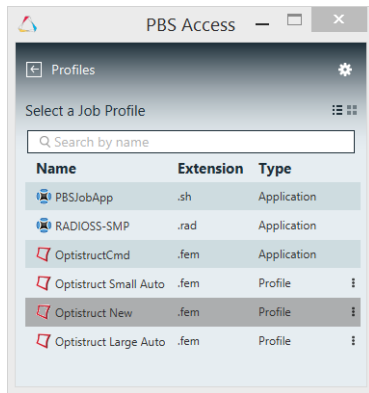 PBS Access
Profiles
Select a Job Profile
Search by name
Name Extension Type
PBSJobApp .sh Application
RADIOSS-SMP .rad Application
OptistructCmd .fem Application
Optistruct Small Auto .fem Profile
Optistruct New .fem Profile
Optistruct Large Auto .fem Profile